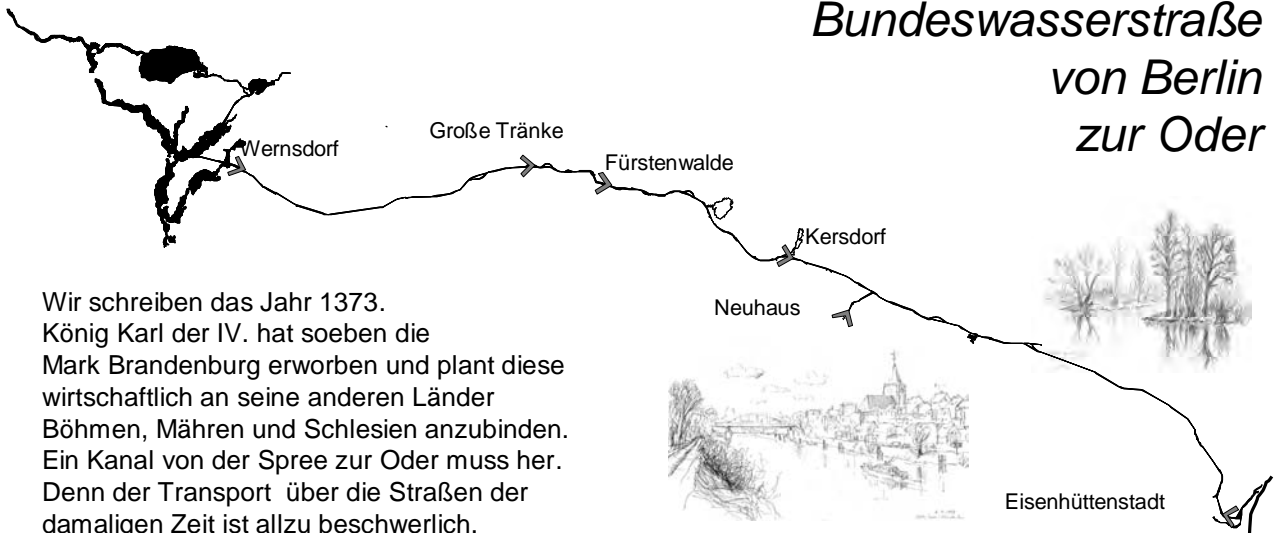 Bundeswasserstraße
von Berlin
zur Oder
Große Tränke
Wernsdorf
Fürstenwalde
Kersdorf
Neuhaus
Wir schreiben das Jahr 1373.
König Karl der IV. hat soeben die
Mark Brandenburg erworben und plant diese
wirtschaftlich an seine anderen Länder
Böhmen, Mähren und Schlesien anzubinden.
Ein Kanal von der Spree zur Oder muss her.
Denn der Transport über die Straßen der
damaligen Zeit ist allzu beschwerlich.
Eisenhüttenstadt